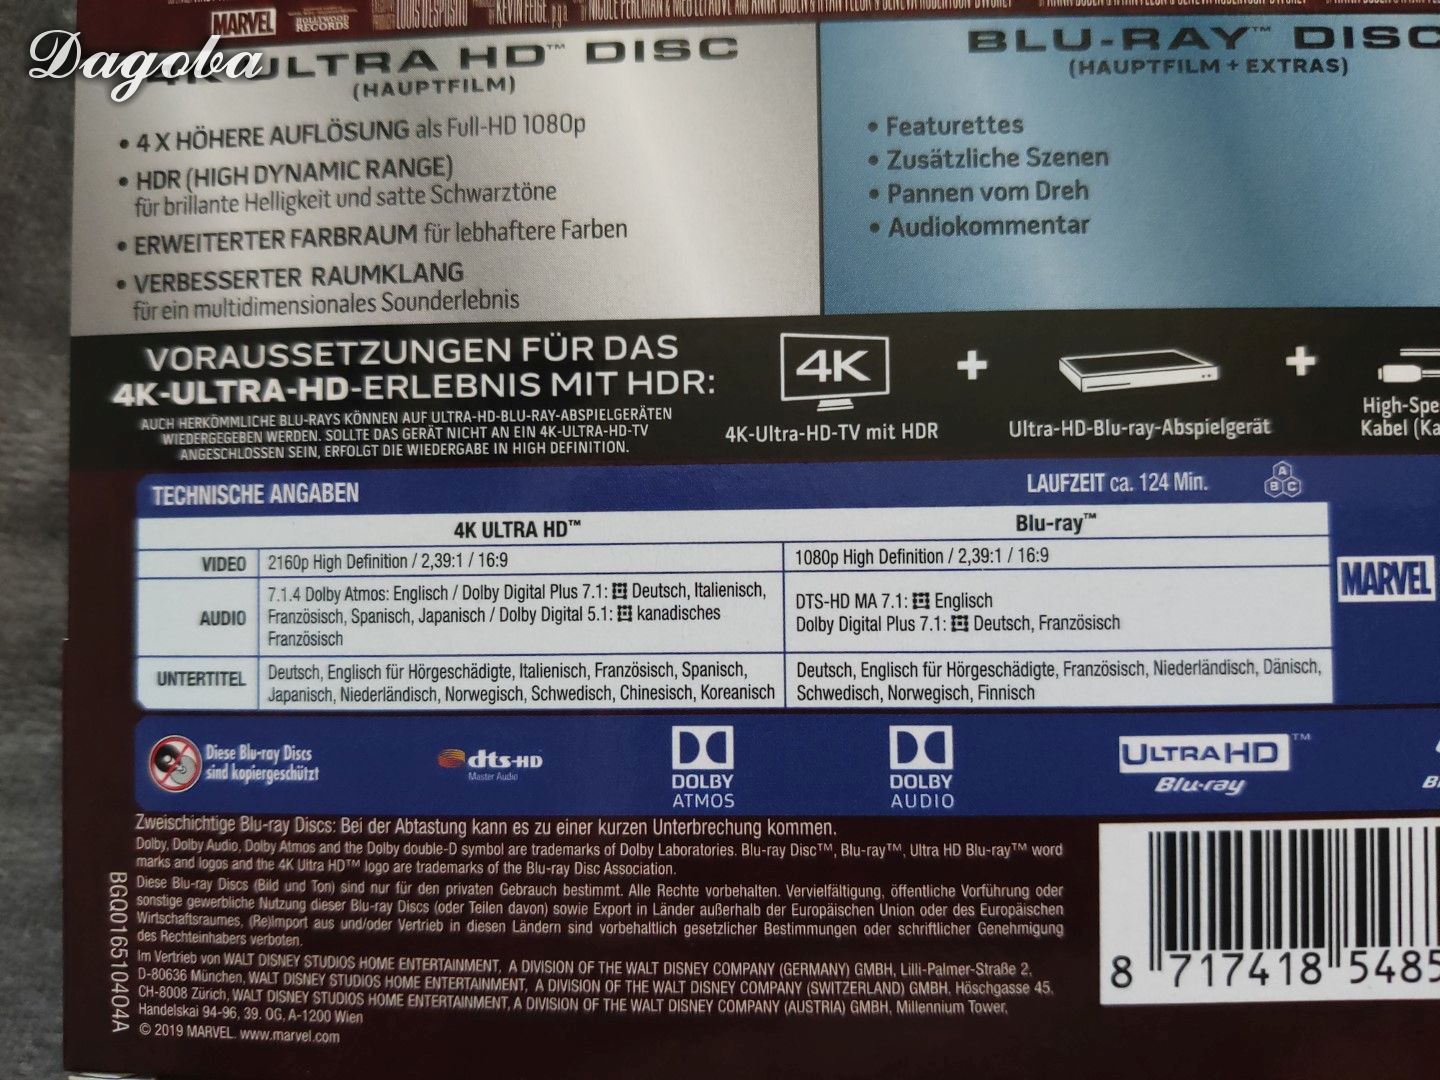 MARVEL
HOLLYWOOD RECORDS
LOUIS D'ESPOSITO
KEVIN FEIGE, p.g.a.
Dagoba
4K ULTRA HD™ DISC
(HAUPTFILM)
• 4 X HÖHERE AUFLÖSUNG als Full-HD 1080p
• HDR (HIGH DYNAMIC RANGE)
für brillante Helligkeit und satte Schwarztöne
• ERWEITERTER FARBRAUM für lebhaftere Farben
• VERBESSERTER RAUMKLANG
für ein multidimensionales Sounderlebnis
BLU-RAY™ DISC
(HAUPTFILM + EXTRAS)
• Featurettes
• Zusätzliche Szenen
• Pannen vom Dreh
• Audiokommentar
VORAUSSETZUNGEN FÜR DAS
4K-ULTRA-HD-ERLEBNIS MIT HDR:
AUCH HERKÖMMLICHE BLU-RAYS KÖNNEN AUF ULTRA-HD-BLU-RAY-ABSPIELGERÄTEN
WIEDERGEGEBEN WERDEN. SOLLTE DAS GERÄT NICHT AN EIN 4K-ULTRA-HD-TV
ANGESCHLOSSEN SEIN, ERFOLGT DIE WIEDERGABE IN HIGH DEFINITION.
4K
+
+
4K-Ultra-HD-TV mit HDR
Ultra-HD-Blu-ray-Abspielgerät
High-Spe
Kabel (Ka
TECHNISCHE ANGABEN
LAUFZEIT ca. 124 Min.
A B C
4K ULTRA HD™
Blu-ray™
VIDEO
2160p High Definition / 2,39:1 / 16:9
1080p High Definition / 2,39:1 / 16:9
AUDIO
7.1.4 Dolby Atmos: Englisch / Dolby Digital Plus 7.1: Deutsch, Italienisch,
Französisch, Spanisch, Japanisch / Dolby Digital 5.1: kanadisches
Französisch
DTS-HD MA 7.1: Englisch
Dolby Digital Plus 7.1: Deutsch, Französisch
UNTERTITEL
Deutsch, Englisch für Hörgeschädigte, Italienisch, Französisch, Spanisch,
Japanisch, Niederländisch, Norwegisch, Schwedisch, Chinesisch, Koreanisch
Deutsch, Englisch für Hörgeschädigte, Französisch, Niederländisch, Dänisch,
Schwedisch, Norwegisch, Finnisch
MARVEL
Diese Blu-ray Discs
sind kopiergeschützt
dts-HD
Master Audio
DOLBY
ATMOS
DOLBY
AUDIO
ULTRA HD™
Blu-ray
Zweischichtige Blu-ray Discs: Bei der Abtastung kann es zu einer kurzen Unterbrechung kommen.
Dolby, Dolby Audio, Dolby Atmos and the Dolby double-D symbol are trademarks of Dolby Laboratories. Blu-ray Disc™, Blu-ray™, Ultra HD Blu-ray™ word
marks and logos and the 4K Ultra HD™ logo are trademarks of the Blu-ray Disc Association.
Diese Blu-ray Discs (Bild und Ton) sind nur für den privaten Gebrauch bestimmt. Alle Rechte vorbehalten. Vervielfältigung, öffentliche Vorführung oder
sonstige gewerbliche Nutzung dieser Blu-ray Discs (oder Teilen davon) sowie Export in Länder außerhalb der Europäischen Union oder des Europäischen
Wirtschaftsraumes, (Re)Import aus und/oder Vertrieb in diesen Ländern sind vorbehaltlich gesetzlicher Bestimmungen oder schriftlicher Genehmigung
des Rechteinhabers verboten.
Im Vertrieb von WALT DISNEY STUDIOS HOME ENTERTAINMENT, A DIVISION OF THE WALT DISNEY COMPANY (GERMANY) GMBH, Lilli-Palmer-Straße 2,
D-80636 München, WALT DISNEY STUDIOS HOME ENTERTAINMENT, A DIVISION OF THE WALT DISNEY COMPANY (SWITZERLAND) GMBH, Höschgasse 45,
CH-8008 Zürich, WALT DISNEY STUDIOS HOME ENTERTAINMENT, A DIVISION OF THE WALT DISNEY COMPANY (AUSTRIA) GMBH, Millennium Tower,
Handelskai 94-96, 39. OG, A-1200 Wien
© 2019 MARVEL. www.marvel.com
BGQ016510404A
8 717418 5485